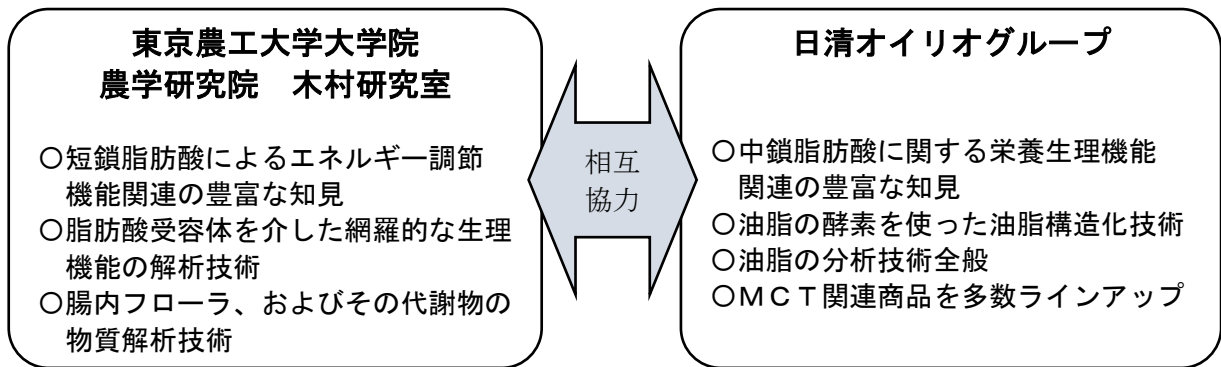 東京農工大学大学院
農学研究院　木村研究室
〇短鎖脂肪酸によるエネルギー調節
機能関連の豊富な知見
〇脂肪酸受容体を介した網羅的な生理
機能の解析技術
〇腸内フローラ、およびその代謝物の
物質解析技術
相互
協力
日清オイリオグループ
〇中鎖脂肪酸に関する栄養生理機能
関連の豊富な知見
〇油脂の酵素を使った油脂構造化技術
〇油脂の分析技術全般
〇ＭＣＴ関連商品を多数ラインアップ